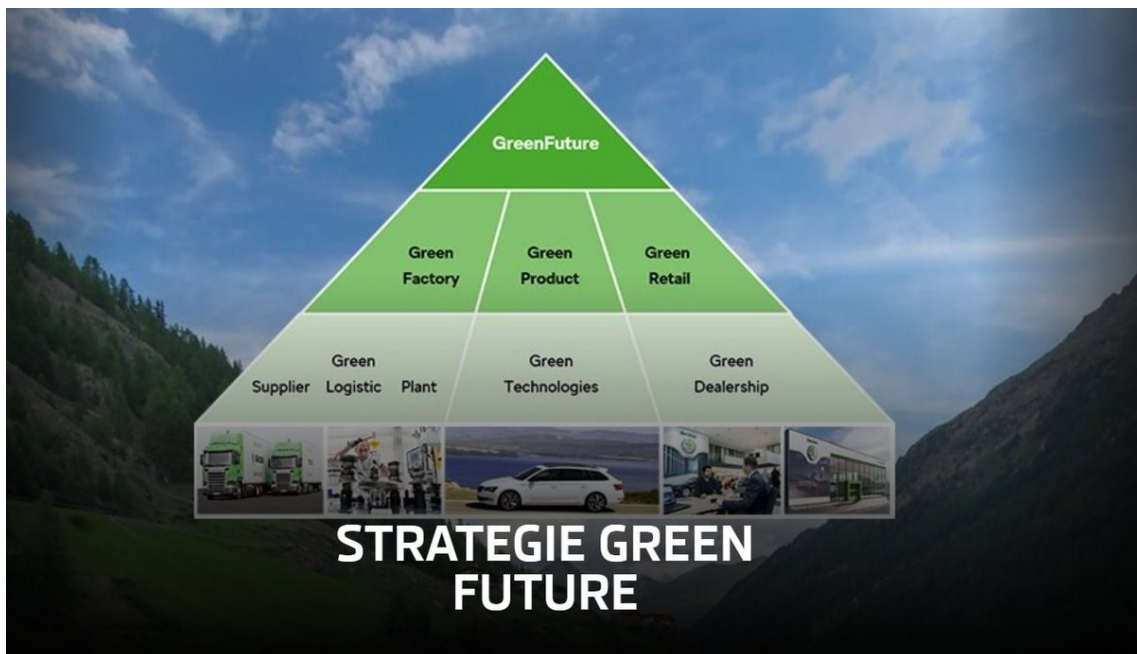 GreenFuture
Green
Factory
Green
Product
Green
Retail
Green
Supplier Logistic Plant
Green
Technologies
Green
Dealership
STRATEGIE GREEN
FUTURE